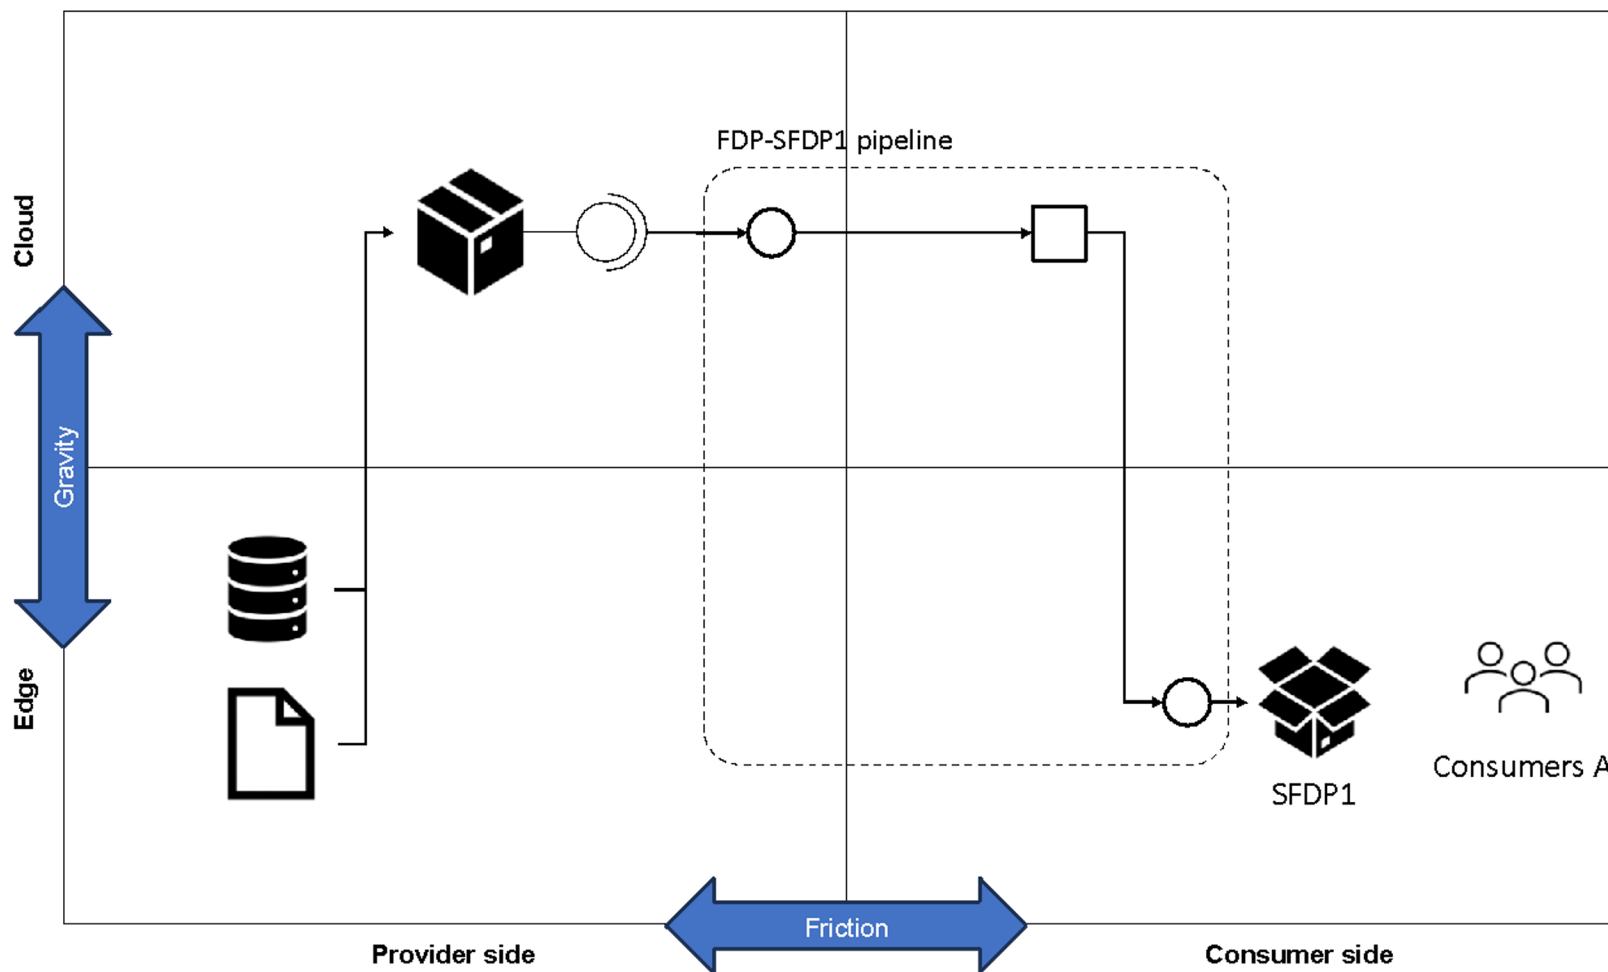 FDP-SFDP1 pipeline
Cloud
Gravity
Edge
SFDP1
Consumers A
Friction
Provider side
Consumer side